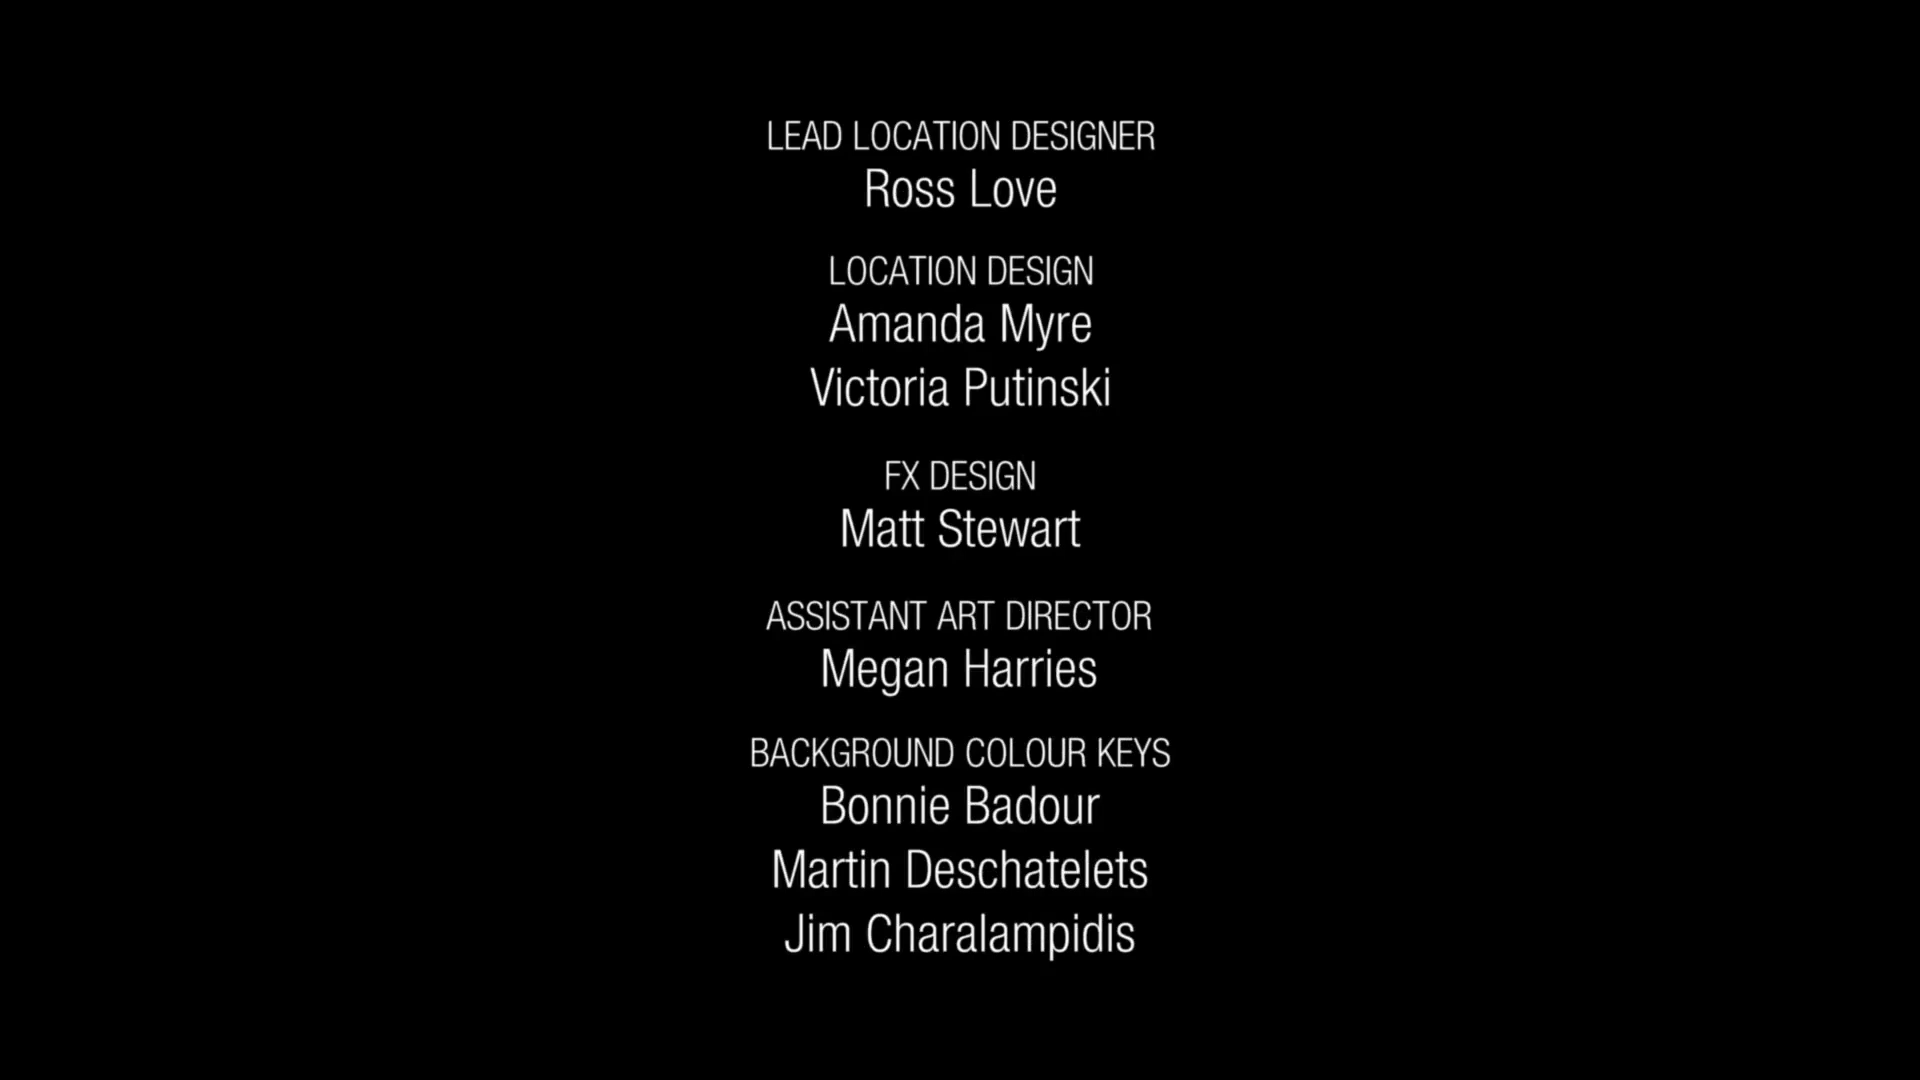 LEAD LOCATION DESIGNER
Ross Love
LOCATION DESIGN
Amanda Myre
Victoria Putinski
FX DESIGN
Matt Stewart
ASSISTANT ART DIRECTOR
Megan Harries
BACKGROUND COLOUR KEYS
Bonnie Badour
Martin Deschatelets
Jim Charalampidis